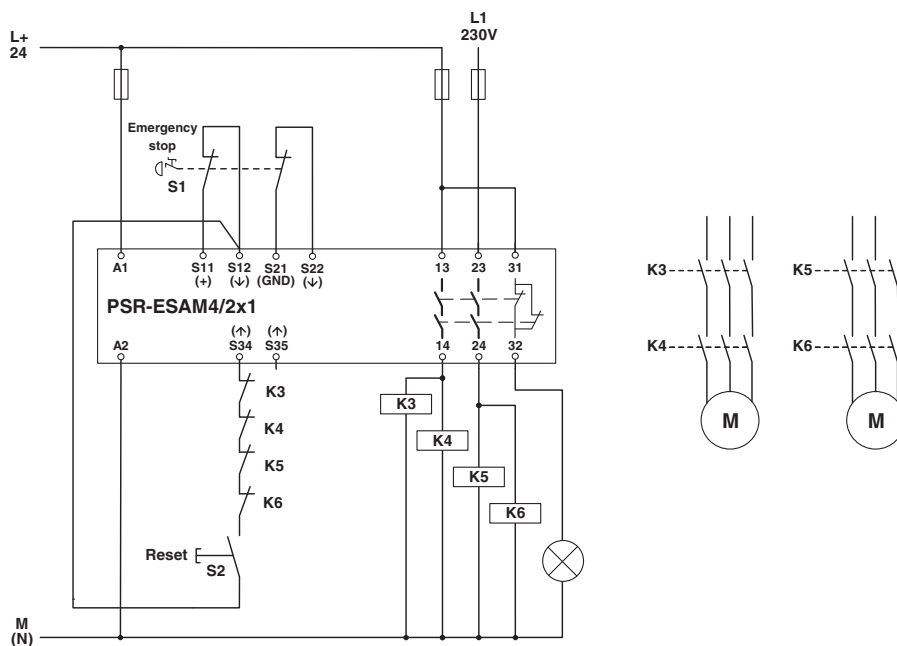 L+
24
L1
230V
Emergency
stop
S1
A1 S11 S12 S21 S22 13 23 31
(+) (↓) (GND) (↓)
PSR-ESAM4/2x1
(↑) (↑)
A2 S34 S35 14 24 32
K3
K4
K5
K6
Reset
S2
K3
K4
K5
K6
M
(N)
K3
K4
M
K5
K6
M